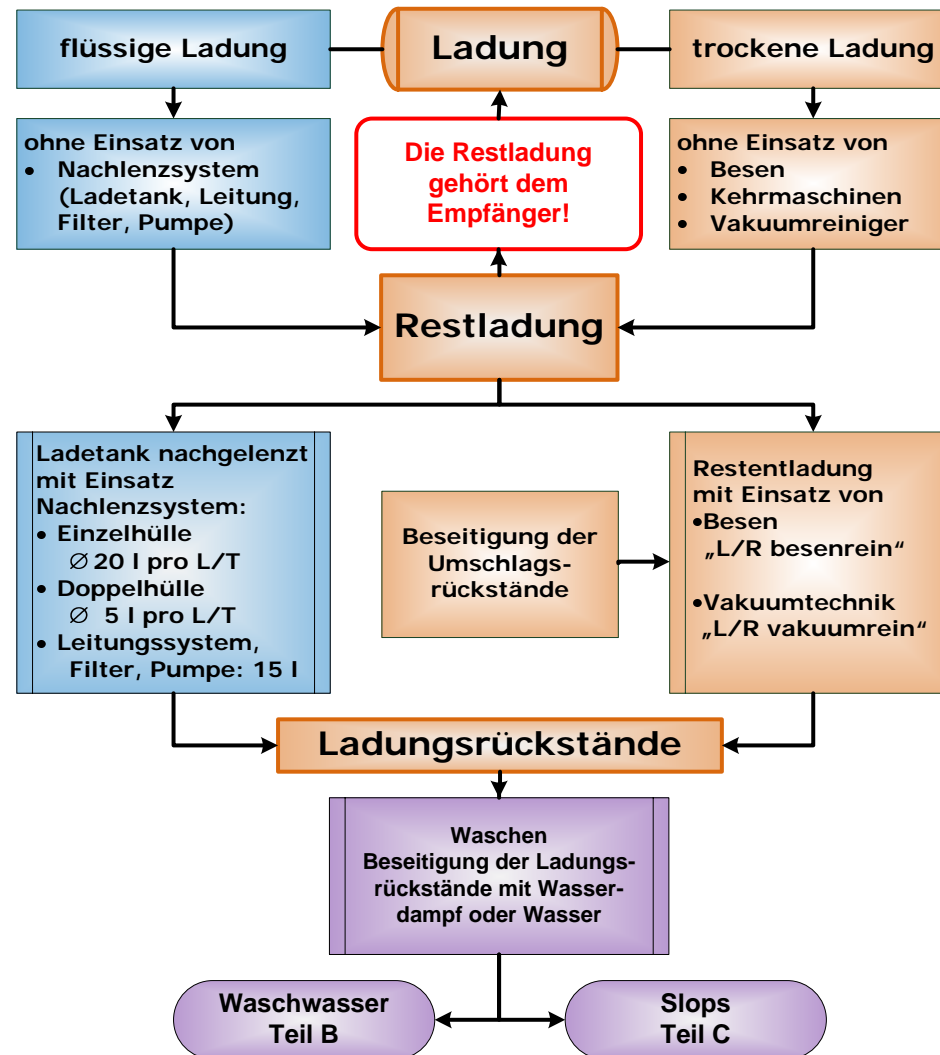 flüssige Ladung
Ladung
trockene Ladung
ohne Einsatz von
• Nachlenzsystem
(Ladetank, Leitung,
Filter, Pumpe)
Die Restladung
gehört dem
Empfänger!
ohne Einsatz von
• Besen
• Kehrmaschinen
• Vakuumreiniger
Restladung
Ladetank nachgelenzt
mit Einsatz
Nachlenzsystem:
• Einzelhülle
∅ 20 l pro L/T
• Doppelhülle
∅ 5 l pro L/T
• Leitungssystem,
Filter, Pumpe: 15 l
Beseitigung der
Umschlags-
rückstände
Restentladung
mit Einsatz von
•Besen
„L/R besenrein“
•Vakuumtechnik
„L/R vakuumrein“
Ladungsrückstände
Waschen
Beseitigung der Ladungs-
rückstände mit Wasser-
dampf oder Wasser
Waschwasser
Teil B
Slops
Teil C